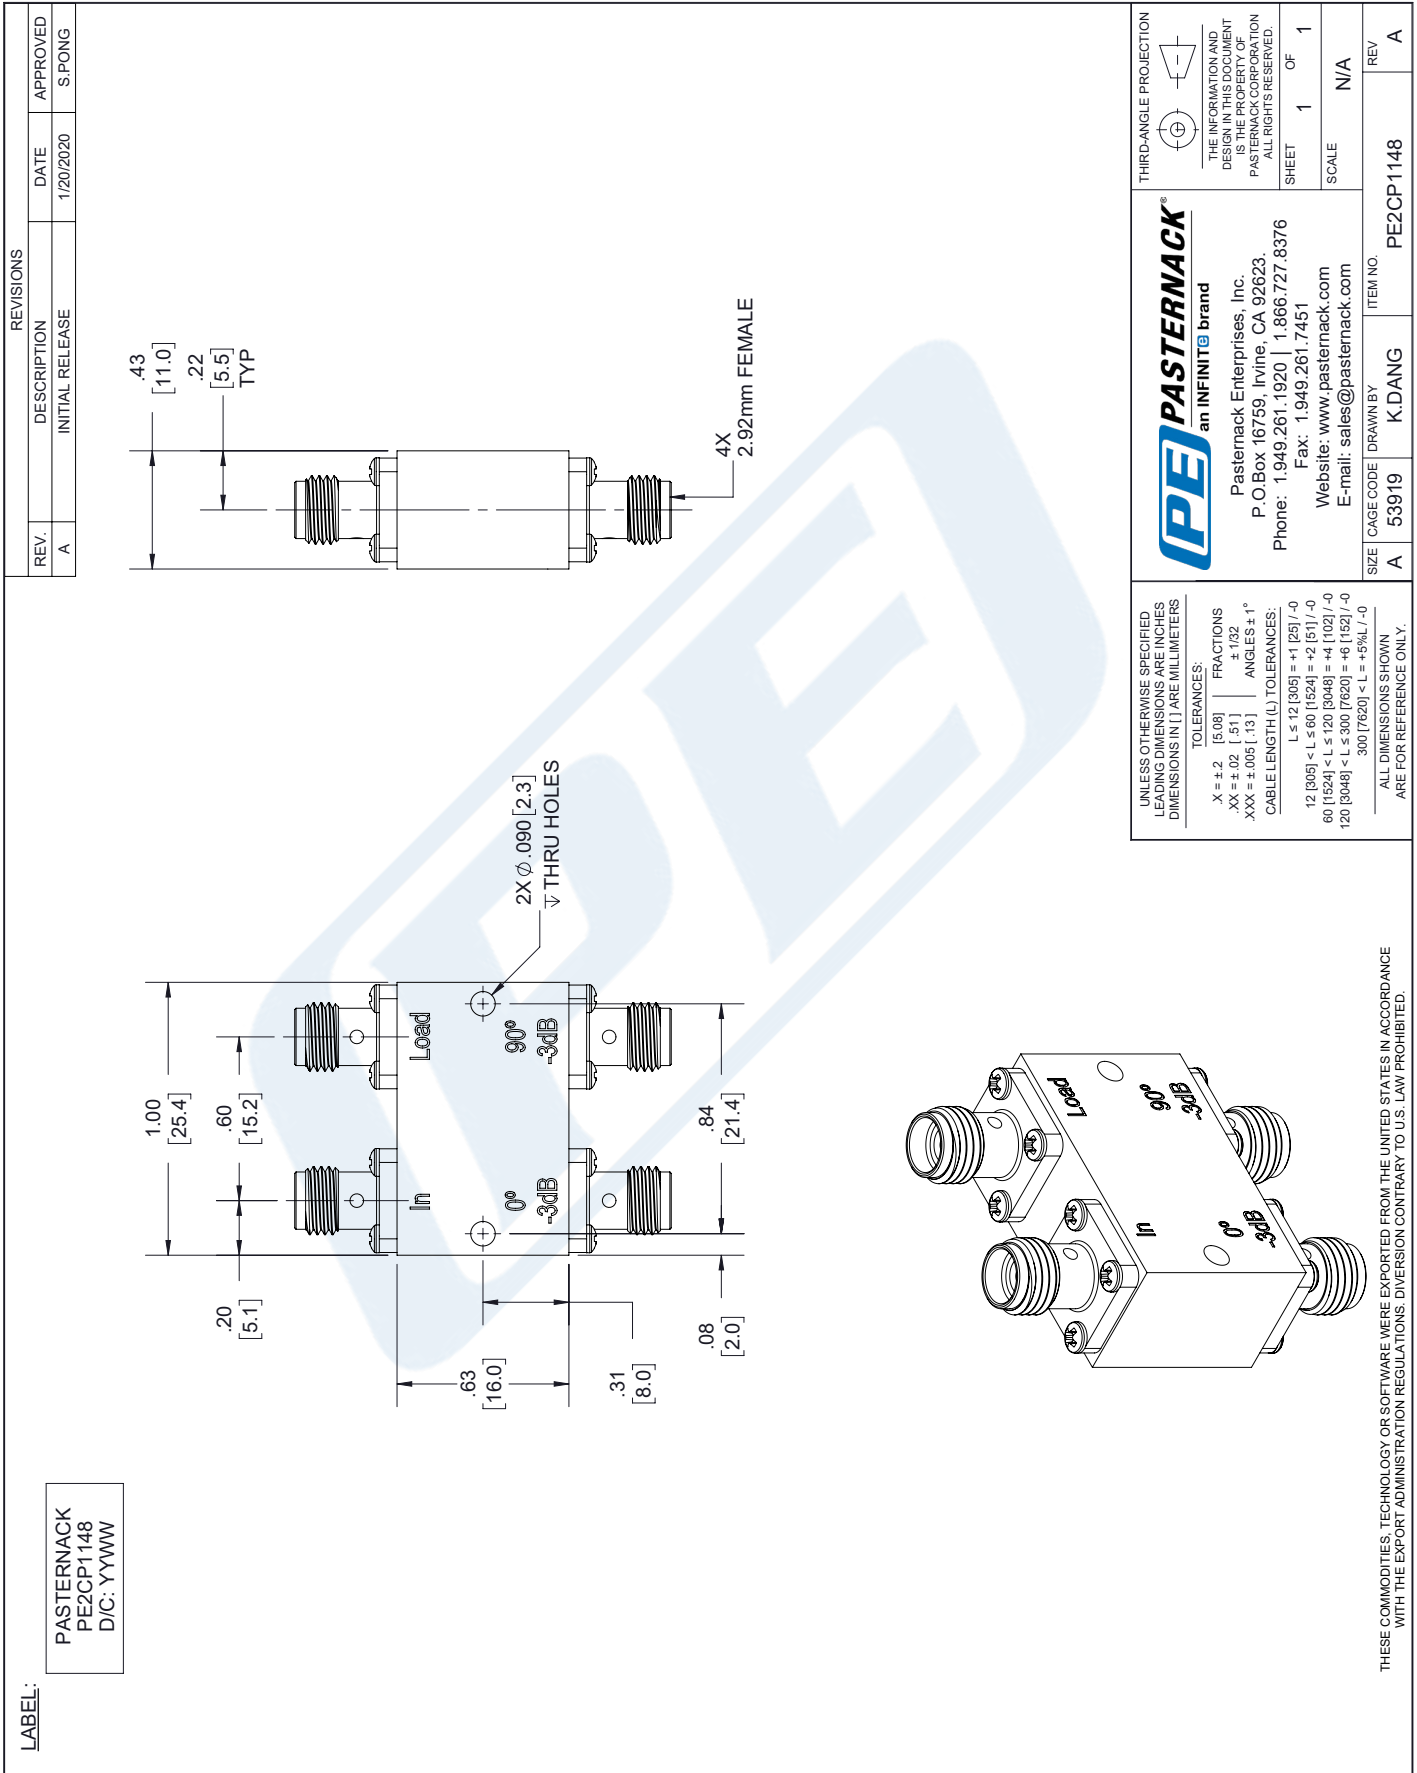 LABEL:
PASTERNACK
PE2CP1148
D/C: YYWW
REVISIONS
REV. DESCRIPTION DATE APPROVED
A INITIAL RELEASE 1/20/2020 S.PONG
1.00
[25.4]
.60
[15.2]
.20
[5.1]
In
Load
0°
-3dB
90°
-3dB
.63
[16.0]
.31
[8.0]
.08
[2.0]
.84
[21.4]
2X ⌀.090 [2.3]
↧ THRU HOLES
.43
[11.0]
.22
[5.5]
TYP
4X
2.92mm FEMALE
In
Load
0°
-3dB
90°
-3dB
PE
UNLESS OTHERWISE SPECIFIED
LEADING DIMENSIONS ARE INCHES
DIMENSIONS IN [ ] ARE MILLIMETERS
TOLERANCES:
.X = ±.2 [5.08] FRACTIONS
.XX = ±.02 [.51] ± 1/32
.XXX = ±.005 [.13] ANGLES ± 1°
CABLE LENGTH (L) TOLERANCES:
L ≤ 12 [305] = +1 [25] / -0
12 [305] < L ≤ 60 [1524] = +2 [51] / -0
60 [1524] < L ≤ 120 [3048] = +4 [102] / -0
120 [3048] < L ≤ 300 [7620] = +6 [152] / -0
300 [7620] < L = +5%L / -0
ALL DIMENSIONS SHOWN
ARE FOR REFERENCE ONLY.
PE PASTERNACK®
an INFINITe brand
Pasternack Enterprises, Inc.
P.O.Box 16759, Irvine, CA 92623.
Phone: 1.949.261.1920 | 1.866.727.8376
Fax: 1.949.261.7451
Website: www.pasternack.com
E-mail: sales@pasternack.com
THIRD-ANGLE PROJECTION
THE INFORMATION AND
DESIGN IN THIS DOCUMENT
IS THE PROPERTY OF
PASTERNACK CORPORATION
ALL RIGHTS RESERVED.
SHEET 1 OF 1
SCALE N/A
SIZE CAGE CODE DRAWN BY ITEM NO. REV
A 53919 K.DANG PE2CP1148 A
THESE COMMODITIES, TECHNOLOGY OR SOFTWARE WERE EXPORTED FROM THE UNITED STATES IN ACCORDANCE
WITH THE EXPORT ADMINISTRATION REGULATIONS. DIVERSION CONTRARY TO U.S. LAW PROHIBITED.